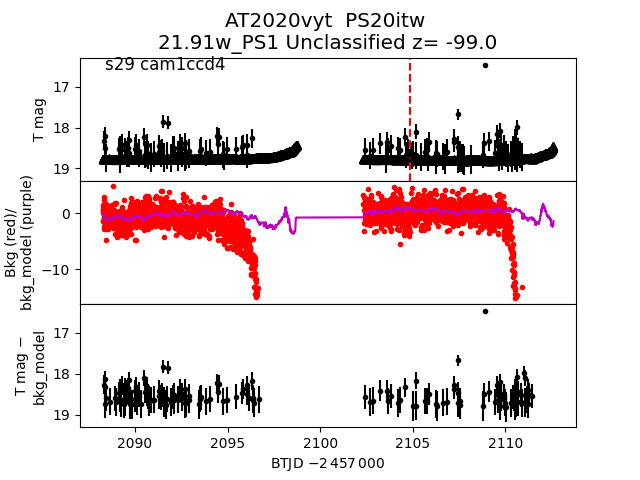 AT2020vyt PS20itw
21.91w_PS1 Unclassified z= -99.0
s29 cam1ccd4
T mag
17
18
19
Bkg (red)/
bkg_model (purple)
0
−10
T mag −
bkg_model
17
18
19
2090
2095
2100
2105
2110
BTJD −2 457 000